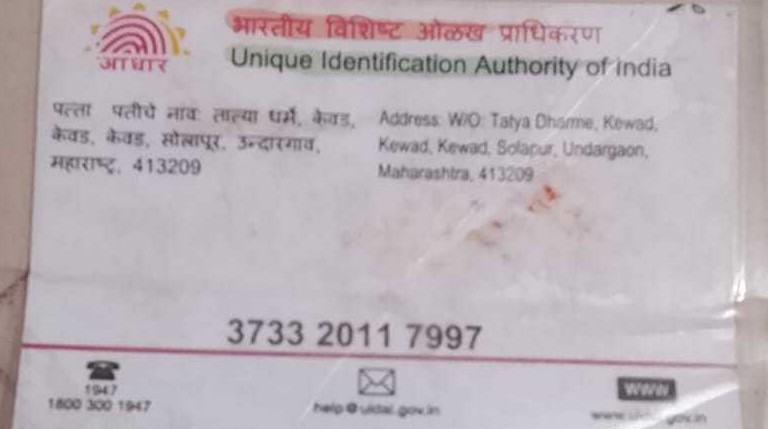 आधार
भारतीय विशिष्ट ओळख प्राधिकरण
Unique Identification Authority of India
पत्ता पतीचे नाव: तात्या धर्मे, केवड,
केवड, केवड, सोलापूर, उन्दारगाव,
महाराष्ट्र, 413209
Address: W/O: Tatya Dharme, Kewad,
Kewad, Kewad, Solapur, Undargaon,
Maharashtra, 413209
3733 2011 7997
1947
1800 300 1947
help@uidai.gov.in
WWW